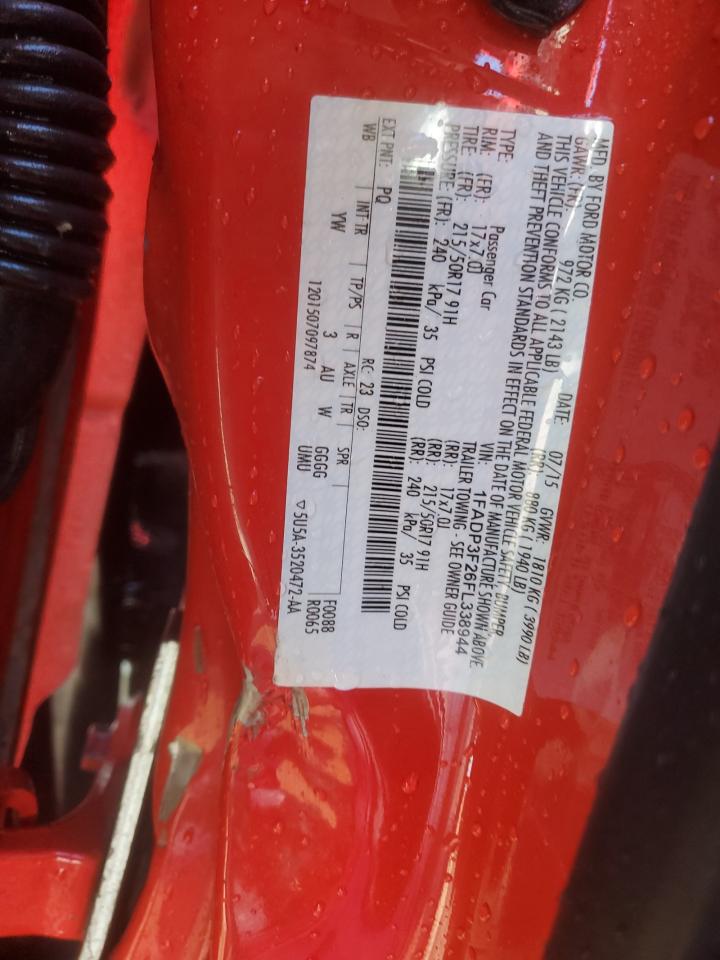 MFD. BY FORD MOTOR CO.
DATE: 07/15 GVWR: 1810 KG ( 3990 LB)
GAWR: (FR) 972 KG ( 2143 LB) (RR) 880 KG ( 1940 LB)
THIS VEHICLE CONFORMS TO ALL APPLICABLE FEDERAL MOTOR VEHICLE SAFETY, BUMPER,
AND THEFT PREVENTION STANDARDS IN EFFECT ON THE DATE OF MANUFACTURE SHOWN ABOVE
VIN: 1FADP3F26FL338944
TYPE: Passenger Car TRAILER TOWING - SEE OWNER GUIDE
RIM: (FR): 17x7.0J (RR): 17x7.0J
TIRE: (FR): 215/50R17 91H (RR): 215/50R17 91H
PRESSURE: (FR): 240 kPa/ 35 PSI COLD (RR): 240 kPa/ 35 PSI COLD
EXT PNT: PQ RC: 23 DSO: F0088
WB | INT TR | TP/PS | R | AXLE | TR | SPR | R0065
YW 3 AU W GGGG
UMU
1201507097874 ▽ 5U5A-3520472-AA